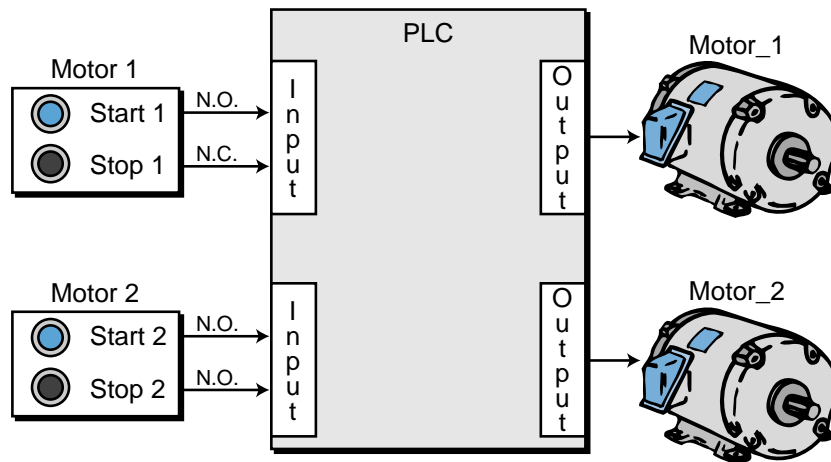 PLC
Motor_1
Motor 1
Start 1
N.O.
Stop 1
N.C.
Input
Output
Motor 2
Motor_2
Start 2
N.O.
Stop 2
N.O.
Input
Output